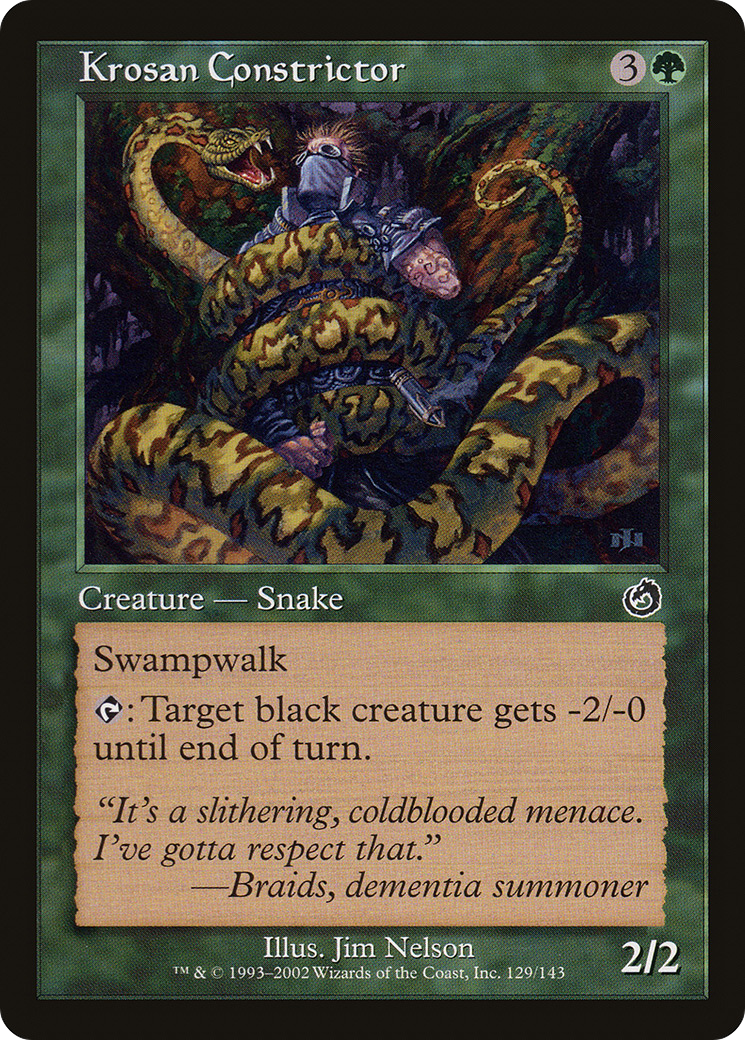 Krosan Constrictor 3
Creature — Snake
Swampwalk
: Target black creature gets -2/-0
until end of turn.
“It’s a slithering, coldblooded menace.
I’ve gotta respect that.”
—Braids, dementia summoner
Illus. Jim Nelson
™ & © 1993–2002 Wizards of the Coast, Inc. 129/143
2/2